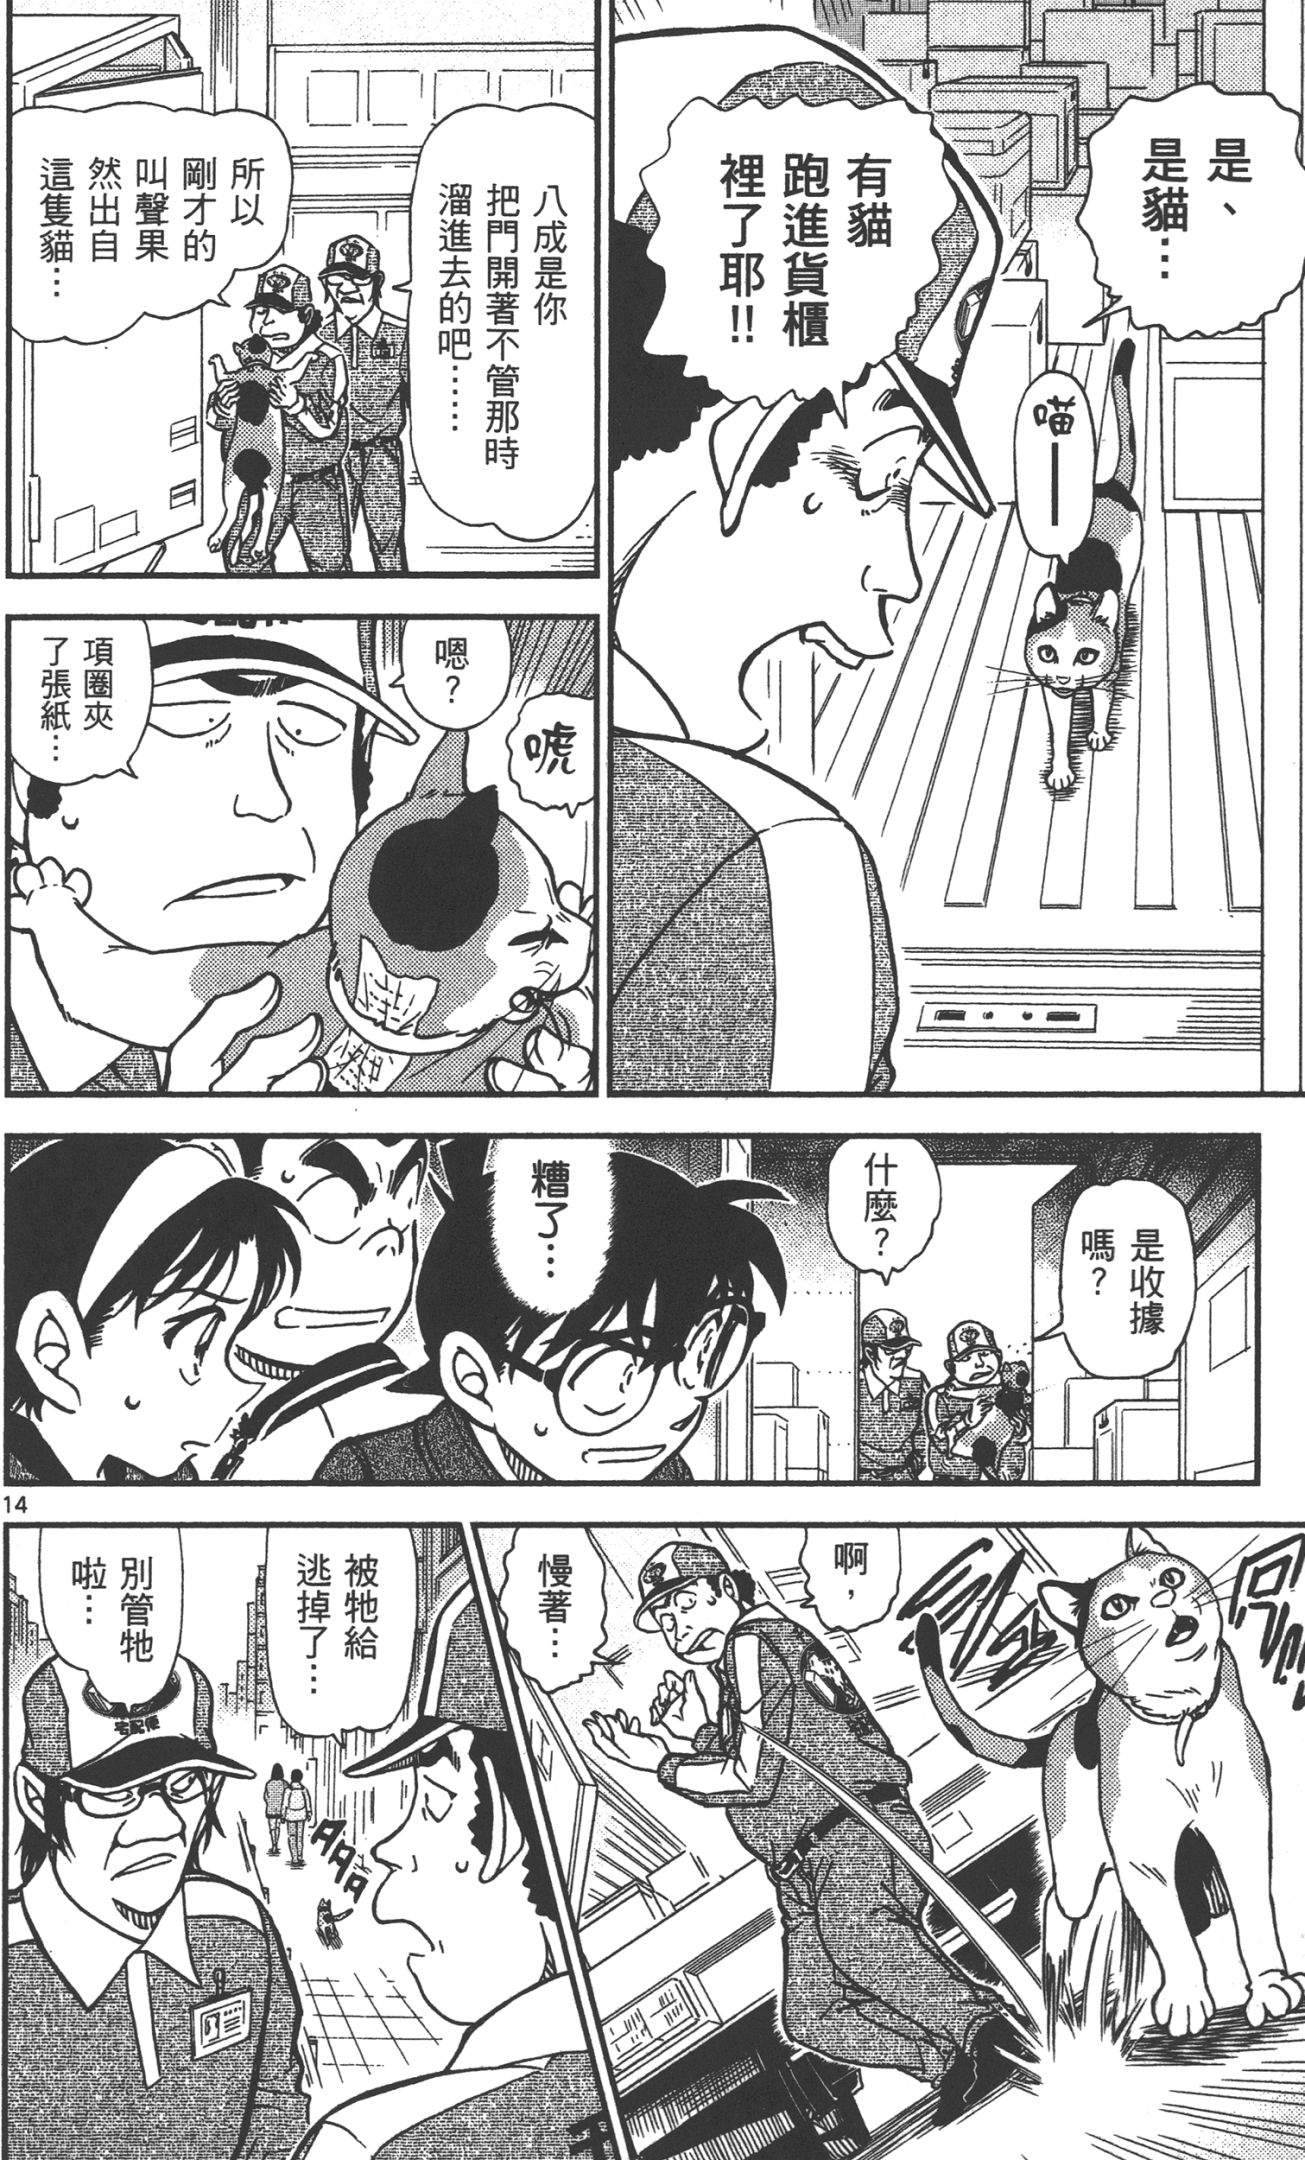 是、
是貓⋯
有貓
跑進貨櫃
裡了耶!!
喵──
八成是你
把門開著不管那時
溜進去的吧⋯⋯
所以
剛才的
叫聲果
然出自
這隻貓⋯
嗯？
唬
項圈夾
了張紙⋯
是收據
嗎？
什麼？
糟了⋯
14
啊，
慢著⋯
被牠給
逃掉了⋯
別管牠
啦⋯
宅配便